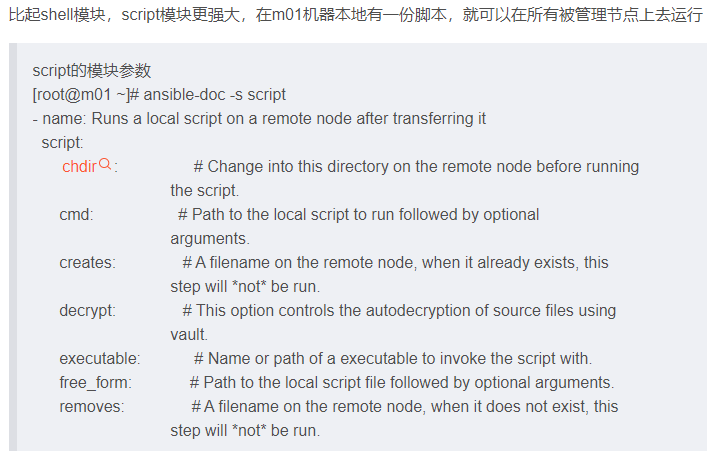 比起shell模块，script模块更强大，在m01机器本地有一份脚本，就可以在所有被管理节点上去运行
script的模块参数
[root@m01 ~]# ansible-doc -s script
- name: Runs a local script on a remote node after transferring it
script:
chdir: # Change into this directory on the remote node before running
the script.
cmd: # Path to the local script to run followed by optional
arguments.
creates: # A filename on the remote node, when it already exists, this
step will *not* be run.
decrypt: # This option controls the autodecryption of source files using
vault.
executable: # Name or path of a executable to invoke the script with.
free_form: # Path to the local script file followed by optional arguments.
removes: # A filename on the remote node, when it does not exist, this
step will *not* be run.